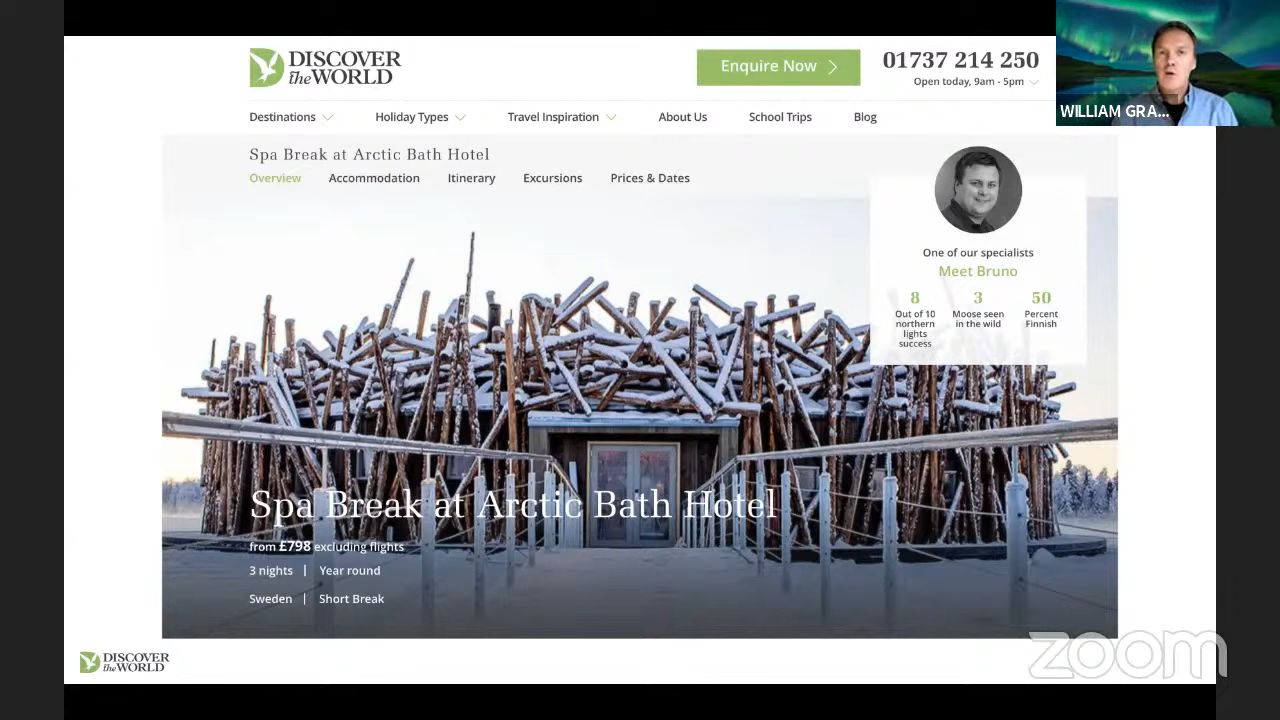 DISCOVER
the WORLD
Enquire Now
01737 214 250
Open today, 9am - 5pm
WILLIAM GRA...
Destinations
Holiday Types
Travel Inspiration
About Us
School Trips
Blog
Spa Break at Arctic Bath Hotel
Overview
Accommodation
Itinerary
Excursions
Prices & Dates
One of our specialists
Meet Bruno
8
Out of 10
northern
lights
success
3
Moose seen
in the wild
50
Percent
Finnish
Spa Break at Arctic Bath Hotel
from £798 excluding flights
3 nights | Year round
Sweden | Short Break
DISCOVER
the WORLD
zoom